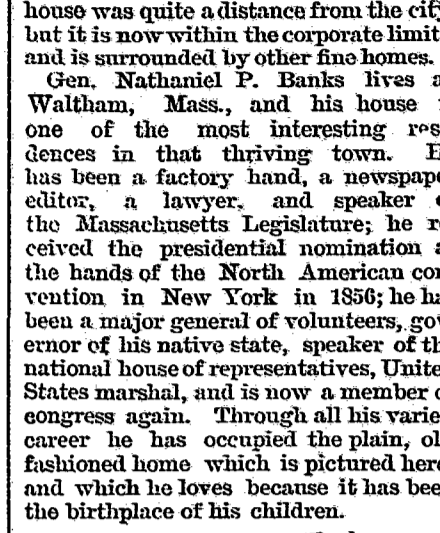 house was quite a distance from the city
but it is now within the corporate limit
and is surrounded by other fine homes.
Gen. Nathaniel P. Banks lives a
Waltham, Mass., and his house
one of the most interesting res
dences in that thriving town. H
has been a factory hand, a newspape
editor, a lawyer, and speaker o
the Massachusetts Legislature; he r
ceived the presidential nomination a
the hands of the North American con
vention in New York in 1856; he ha
been a major general of volunteers, gov
ernor of his native state, speaker of th
national house of representatives, Unite
States marshal, and is now a member o
congress again. Through all his varie
career he has occupied the plain, ol
fashioned home which is pictured here
and which he loves because it has bee
the birthplace of his children.